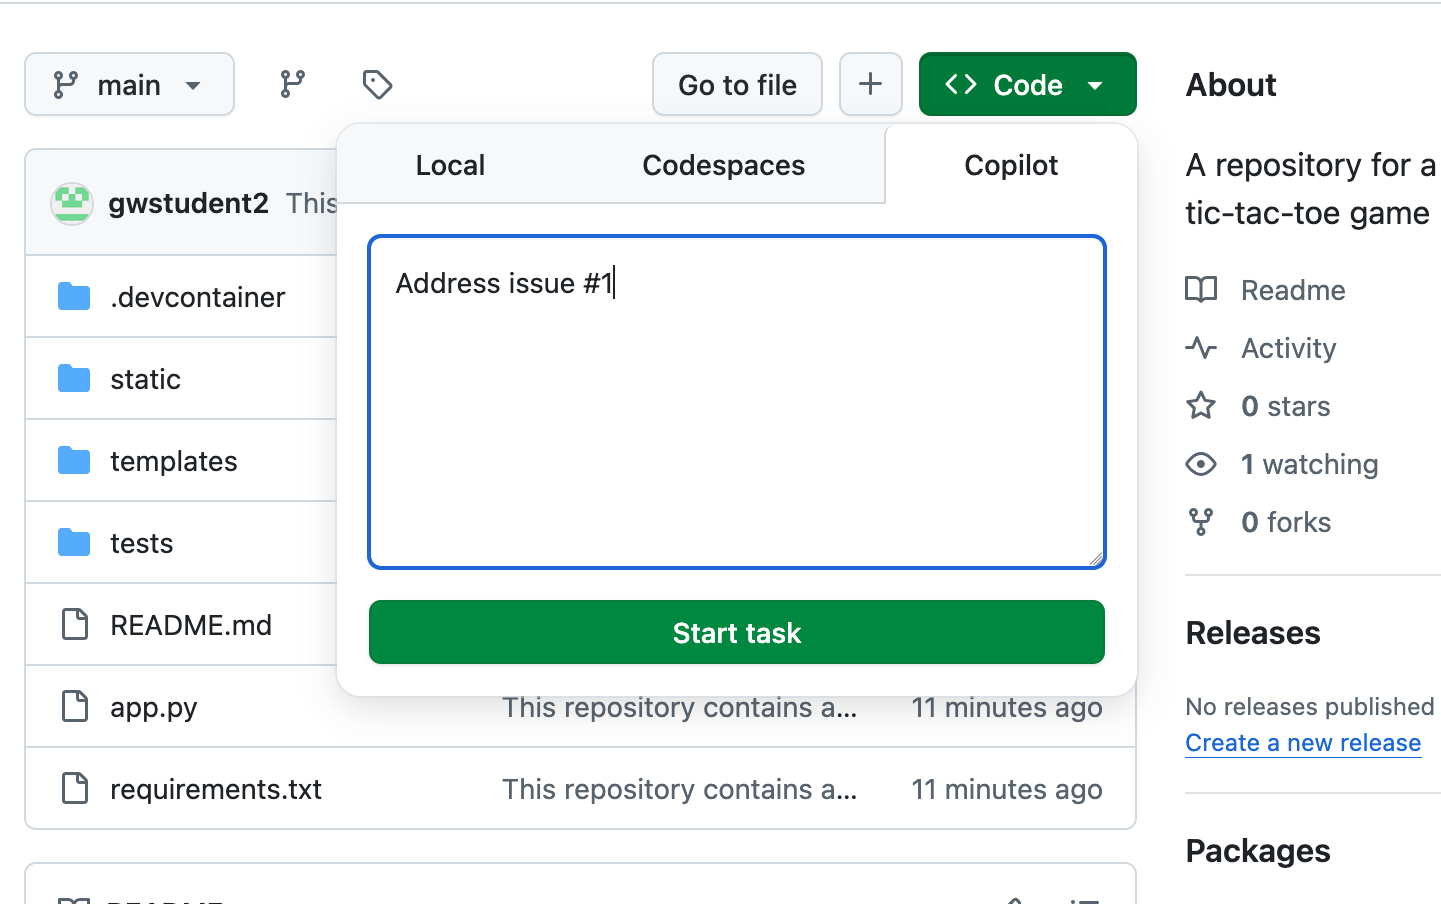 main
Go to file
Code
About
Local
Codespaces
Copilot
A repository for a
tic-tac-toe game
gwstudent2 This
Address issue #1
.devcontainer
static
templates
tests
README.md
Start task
app.py This repository contains a... 11 minutes ago
requirements.txt This repository contains a... 11 minutes ago
Readme
Activity
0 stars
1 watching
0 forks
Releases
No releases published
Create a new release
Packages